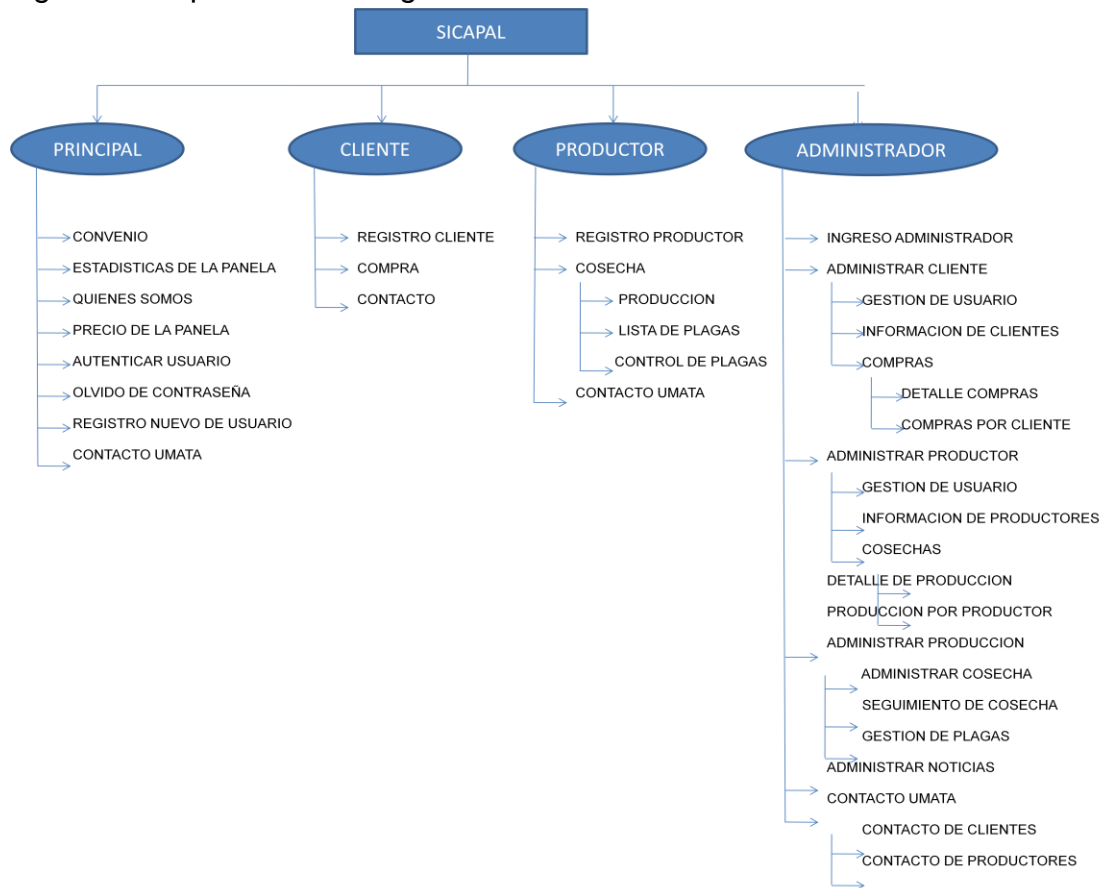 SICAPAL
PRINCIPAL
CONVENIO
ESTADISTICAS DE LA PANELA
QUIENES SOMOS
PRECIO DE LA PANELA
AUTENTICAR USUARIO
OLVIDO DE CONTRASEÑA
REGISTRO NUEVO DE USUARIO
CONTACTO UMATA
CLIENTE
REGISTRO CLIENTE
COMPRA
CONTACTO
PRODUCTOR
REGISTRO PRODUCTOR
COSECHA
PRODUCCION
LISTA DE PLAGAS
CONTROL DE PLAGAS
CONTACTO UMATA
ADMINISTRADOR
INGRESO ADMINISTRADOR
ADMINISTRAR CLIENTE
GESTION DE USUARIO
INFORMACION DE CLIENTES
COMPRAS
DETALLE COMPRAS
COMPRAS POR CLIENTE
ADMINISTRAR PRODUCTOR
GESTION DE USUARIO
INFORMACION DE PRODUCTORES
COSECHAS
DETALLE DE PRODUCCION
PRODUCCION POR PRODUCTOR
ADMINISTRAR PRODUCCION
ADMINISTRAR COSECHA
SEGUIMIENTO DE COSECHA
GESTION DE PLAGAS
ADMINISTRAR NOTICIAS
CONTACTO UMATA
CONTACTO DE CLIENTES
CONTACTO DE PRODUCTORES